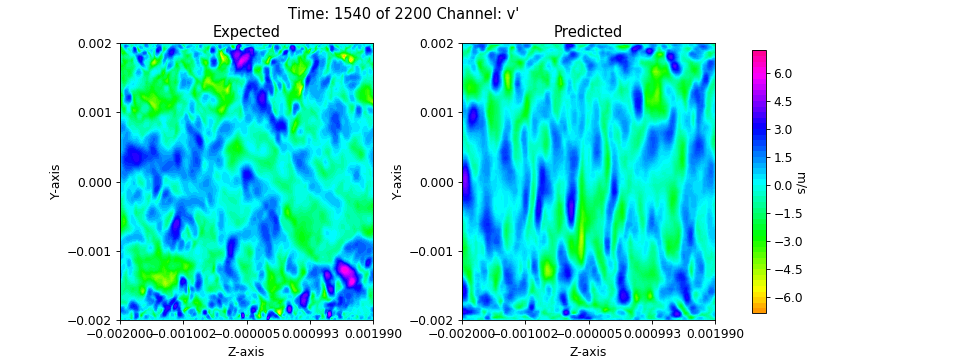 Time: 1540 of 2200 Channel: v'
Expected
Predicted
0.002
0.001
0.000
−0.001
−0.002
Y-axis
−0.002000 −0.001002 −0.000005 0.000993 0.001990
Z-axis
0.002
0.001
0.000
−0.001
−0.002
Y-axis
−0.002000 −0.001002 −0.000005 0.000993 0.001990
Z-axis
6.0
4.5
3.0
1.5
0.0
−1.5
−3.0
−4.5
−6.0
m/s